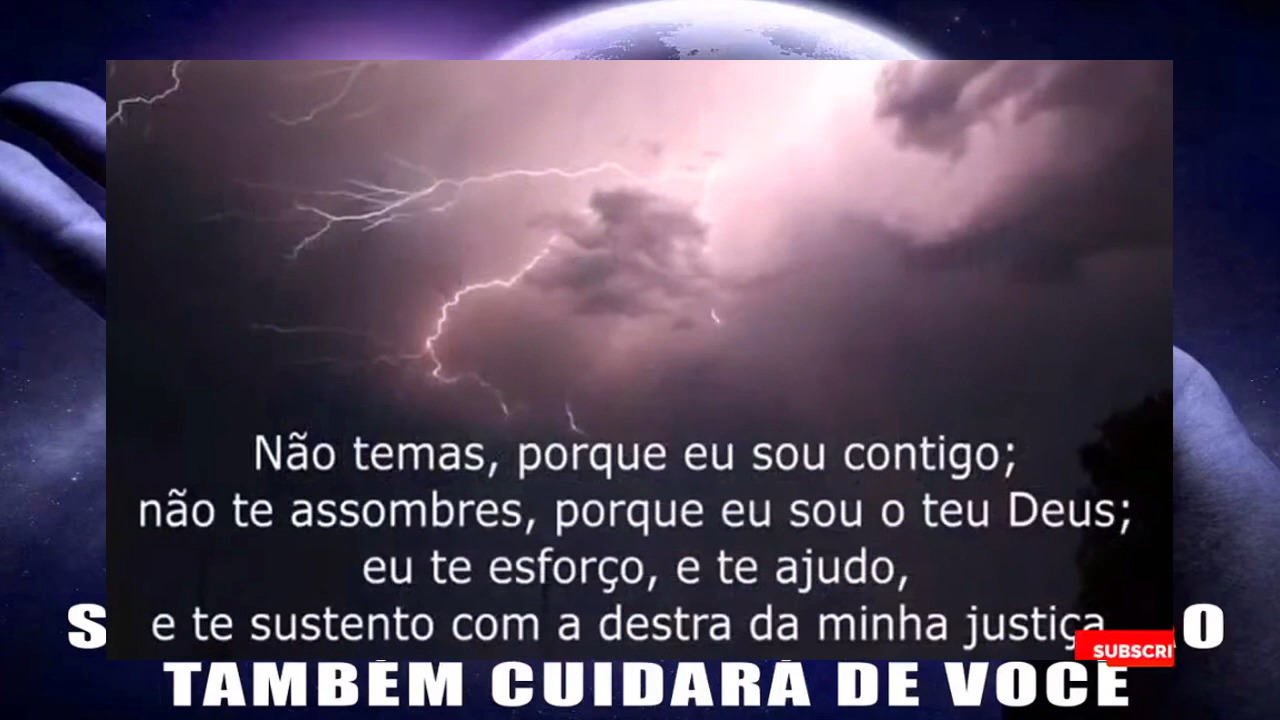 Não temas, porque eu sou contigo;
não te assombres, porque eu sou o teu Deus;
eu te esforço, e te ajudo,
e te sustento com a destra da minha justiça
SUBSCRI
S
O
TAMBÉM CUIDARÁ DE VOCÊ